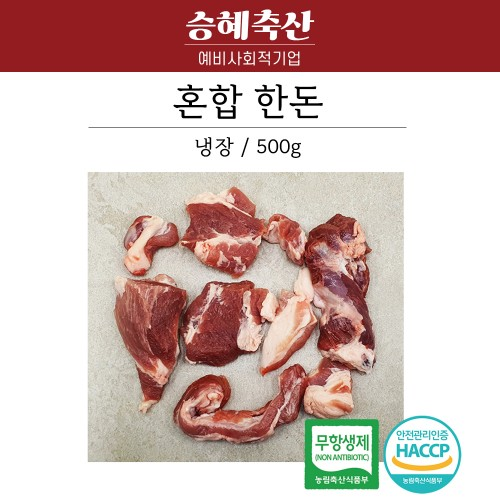 승혜축산
예비사회적기업
혼합 한돈
냉장 / 500g
무항생제
(NON ANTIBIOTIC)
농림축산식품부
안전관리인증
HACCP
농림축산식품부